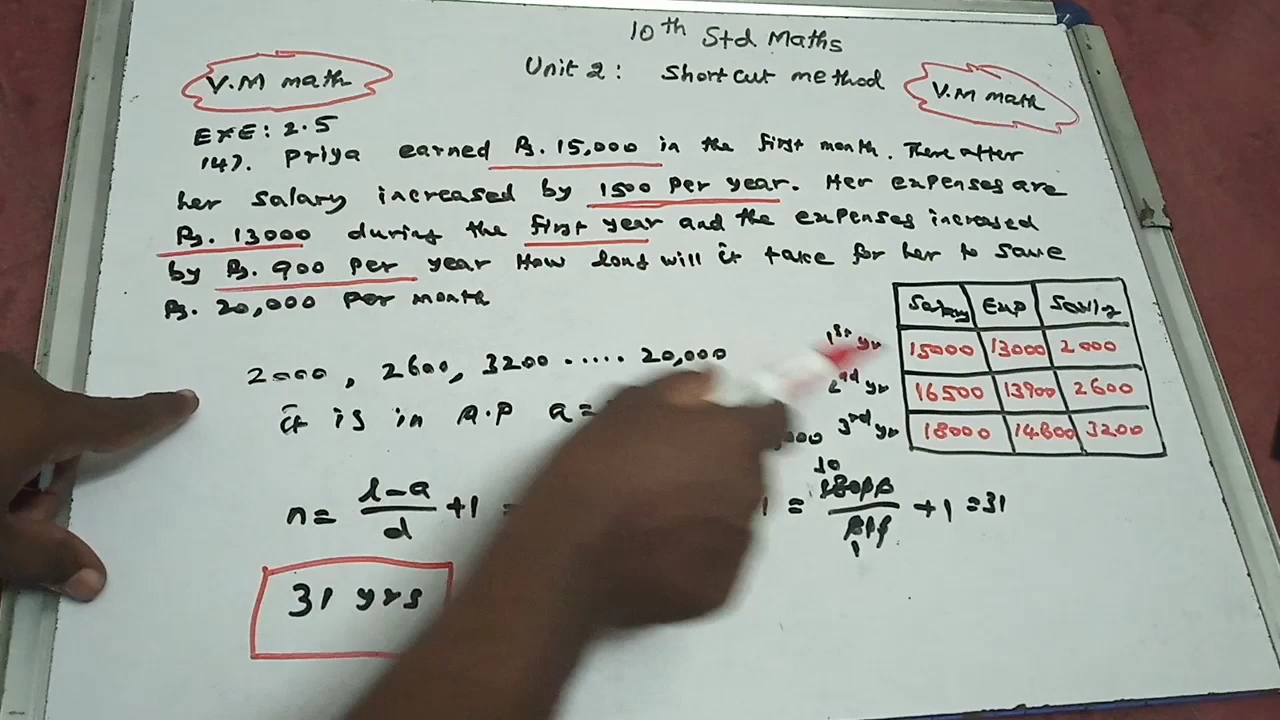 10th Std Maths
V.M math
Unit 2: Shortcut method
V.M math
EXE: 2.5
14). Priya earned Rs. 15,000 in the first month. There after
her salary increased by 1500 per year. Her expenses are
Rs. 13000 during the first year and the expenses increased
by Rs. 900 per year How long will it take for her to save
Rs. 20,000 per month
Salary Exp Saving
1st yr 15000 13000 2000
2nd yr 16500 13900 2600
3rd yr 18000 14800 3200
2000, 2600, 3200 ..... 20,000
it is in A.P a=
n= l-a/d +1 =
= 18000/600 +1 =31
31 yrs